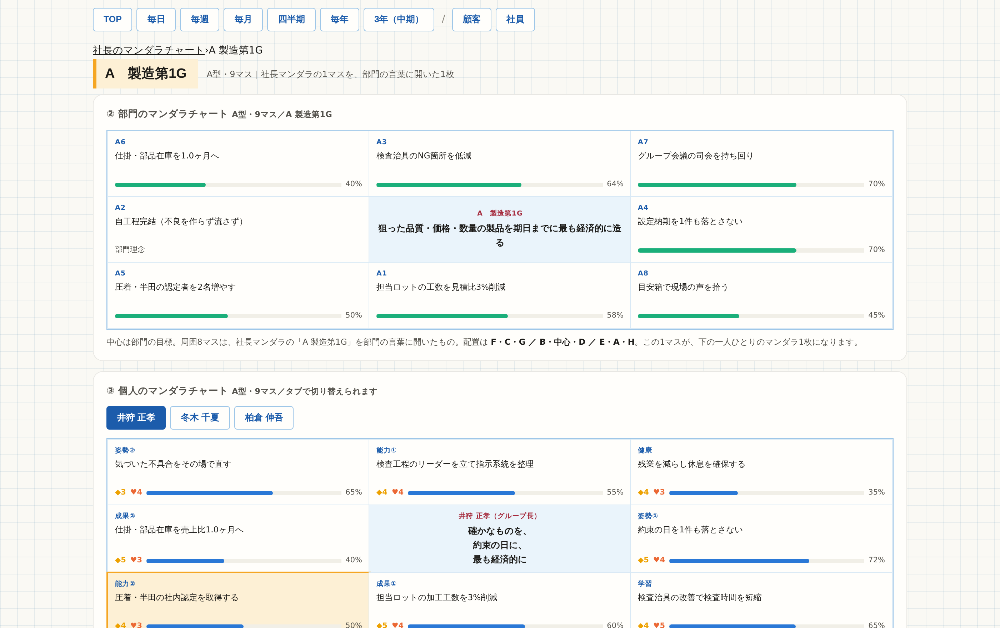 TOP 毎日 毎週 毎月 四半期 毎年 3年（中期） / 顧客 社員
社長のマンダラチャート›A 製造第1G
A　製造第1G
A型・9マス｜社長マンダラの1マスを、部門の言葉に開いた1枚
② 部門のマンダラチャート A型・9マス／A 製造第1G
A6
仕掛・部品在庫を1.0ヶ月へ
40%
A3
検査治具のNG箇所を低減
64%
A7
グループ会議の司会を持ち回り
70%
A2
自工程完結（不良を作らず流さず）
部門理念
A　製造第1G
狙った品質・価格・数量の製品を期日までに最も経済的に造
る
A4
設定納期を1件も落とさない
70%
A5
圧着・半田の認定者を2名増やす
50%
A1
担当ロットの工数を見積比3%削減
58%
A8
目安箱で現場の声を拾う
45%
中心は部門の目標。周囲8マスは、社長マンダラの「A 製造第1G」を部門の言葉に開いたもの。配置は F・C・G ／ B・中心・D ／ E・A・H。この1マスが、下の一人ひとりのマンダラ1枚になります。
③ 個人のマンダラチャート A型・9マス／タブで切り替えられます
井狩 正孝 冬木 千夏 柏倉 伸吾
姿勢②
気づいた不具合をその場で直す
◆3 ♥4 65%
能力①
検査工程のリーダーを立て指示系統を整理
◆4 ♥4 55%
健康
残業を減らし休息を確保する
◆4 ♥3 35%
成果②
仕掛・部品在庫を売上比1.0ヶ月へ
◆5 ♥3 40%
井狩 正孝（グループ長）
確かなものを、
約束の日に、
最も経済的に
姿勢①
約束の日を1件も落とさない
◆5 ♥4 72%
能力②
圧着・半田の社内認定を取得する
◆4 ♥3 50%
成果①
担当ロットの加工工数を3%削減
◆5 ♥4 60%
学習
検査治具の改善で検査時間を短縮
◆4 ♥5 65%